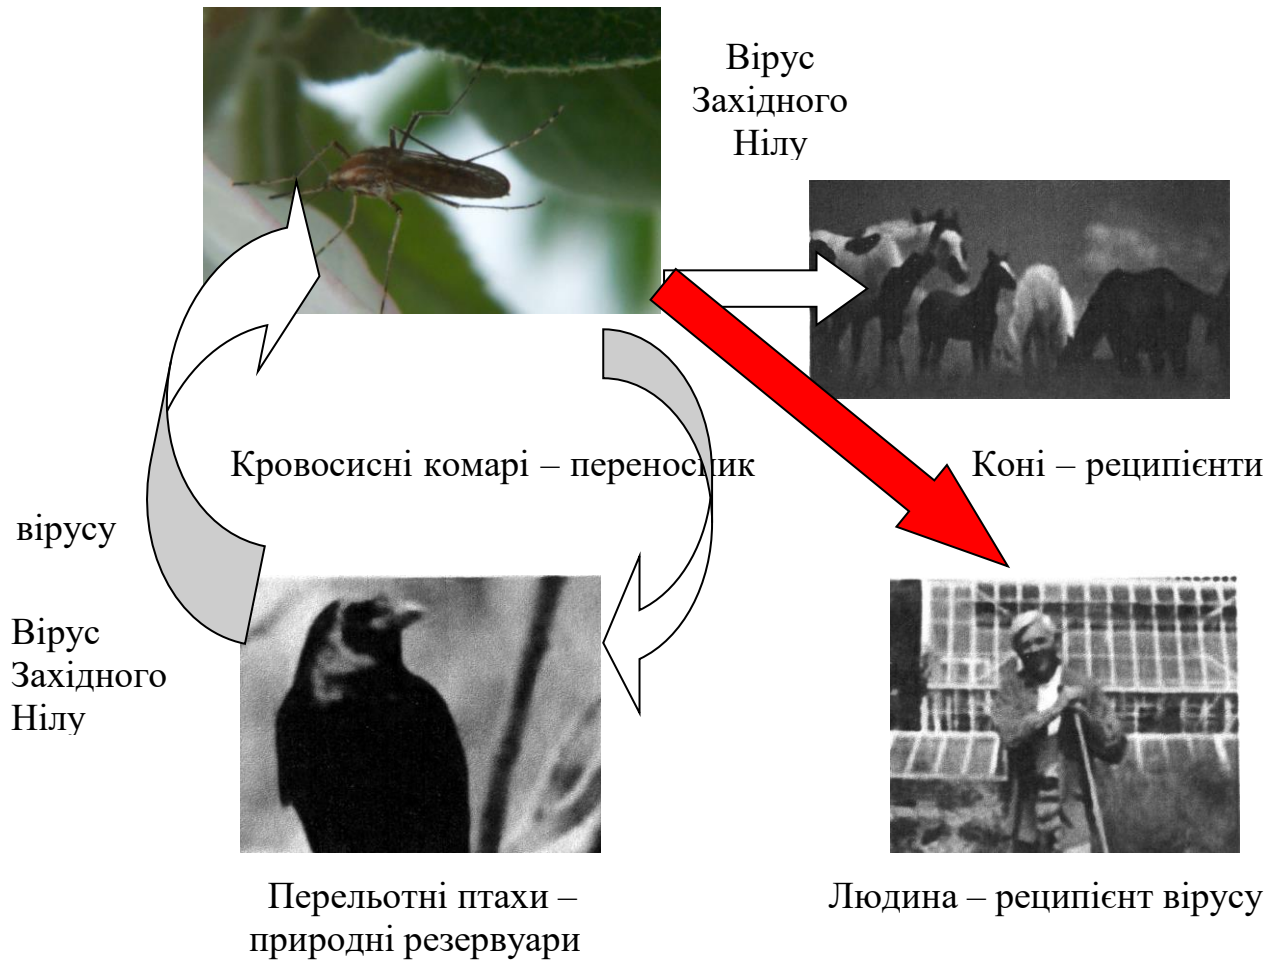 Вірус
Західного
Нілу
Кровосисні комарі – переносник
Коні – реципієнти
вірусу
Вірус
Західного
Нілу
Перельотні птахи –
природні резервуари
Людина – реципієнт вірусу